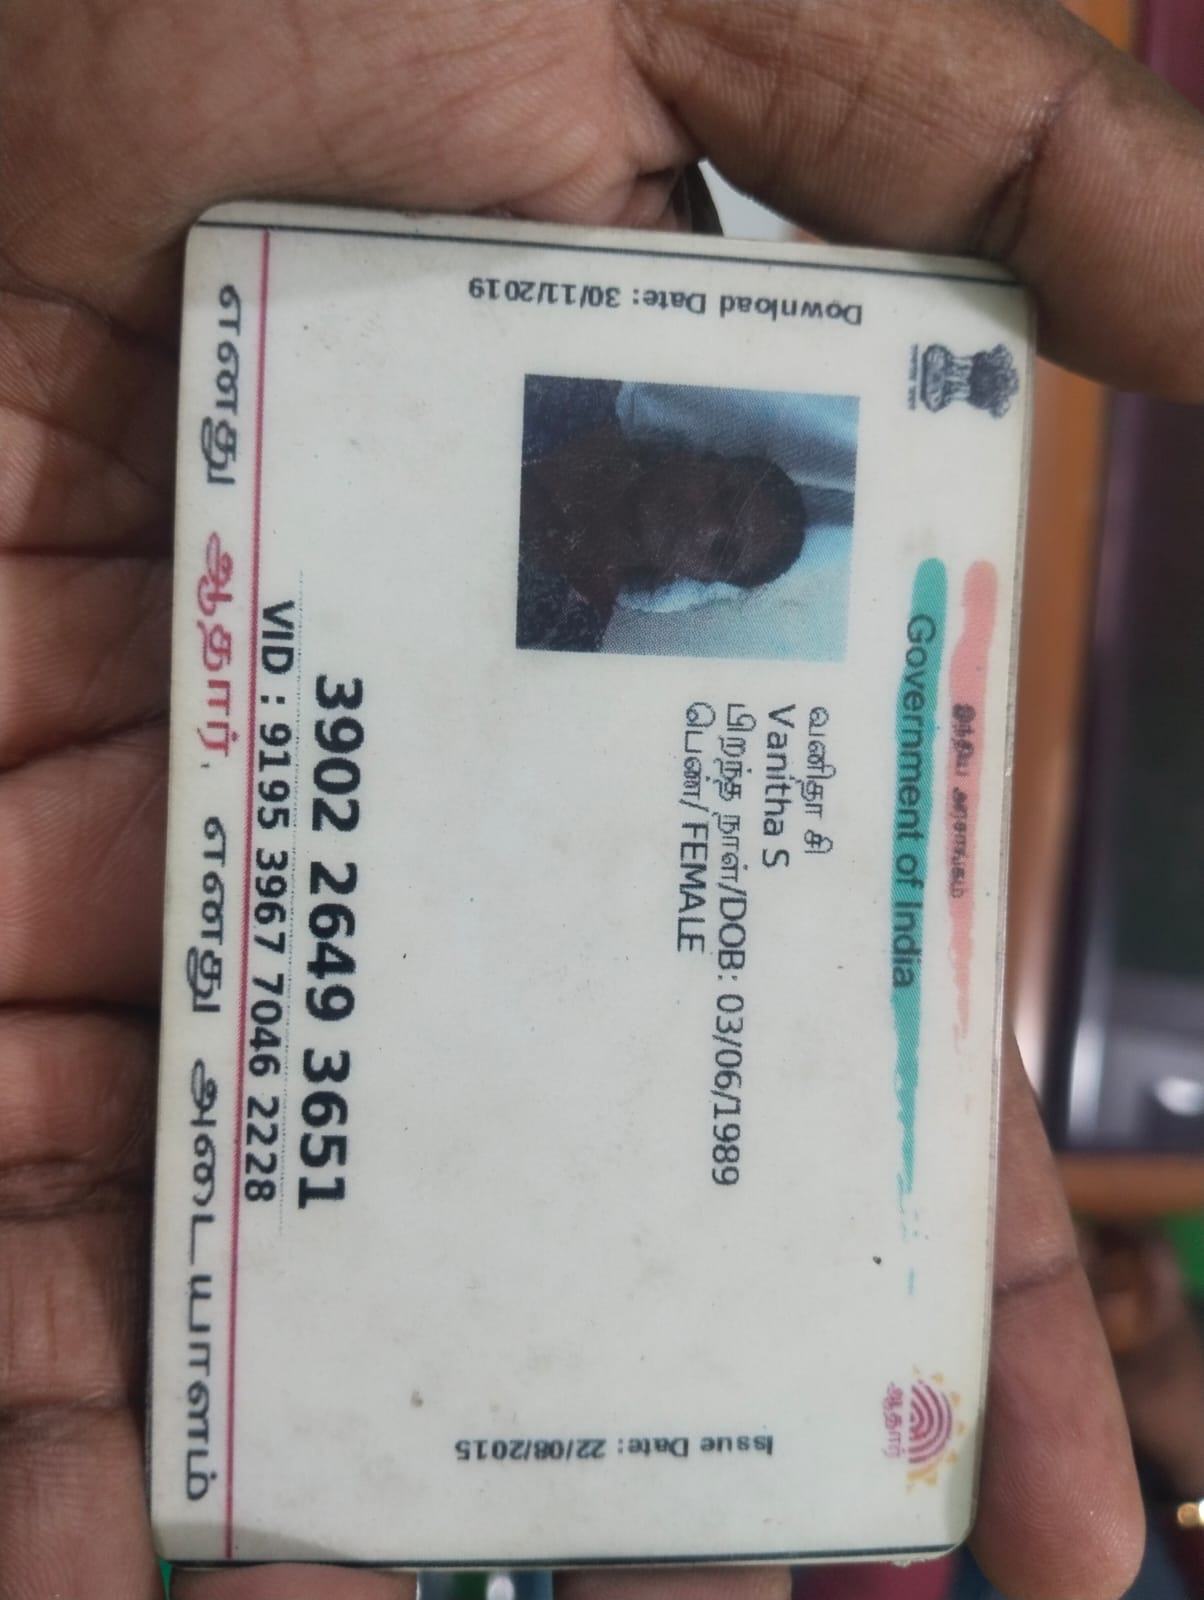 இந்திய அரசாங்கம்
Government of India
Download Date: 30/11/2019
வனிதா சி
Vanitha S
பிறந்த நாள்/DOB: 03/06/1989
பெண்/ FEMALE
Issue Date: 22/08/2015
ஆதார்
3902 2649 3651
VID : 9195 3967 7046 2228
எனது ஆதார், எனது அடையாளம்